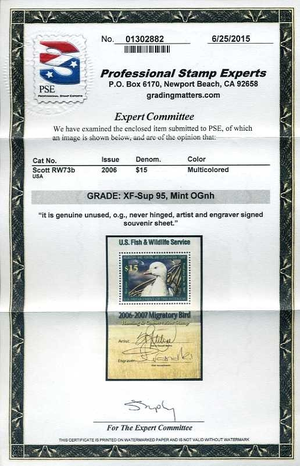 No. 01302882 6/25/2015
PSE
Professional Stamp Experts
P.O. Box 6170, Newport Beach, CA 92658
gradingmatters.com
Expert Committee
We have examined the enclosed item submitted to PSE, of which
an image is shown below, and are of the opinion that:
Cat No. Issue Denom. Color
Scott RW73b 2006 $15 Multicolored
USA
GRADE: XF-Sup 95, Mint OGnh
"it is genuine unused, o.g., never hinged, artist and engraver signed
souvenir sheet."
U.S. Fish & Wildlife Service
$15
2006-2007 Migratory Bird
For The Expert Committee
THIS CERTIFICATE IS PRINTED ON WATERMARKED PAPER AND IS NOT VALID WITHOUT